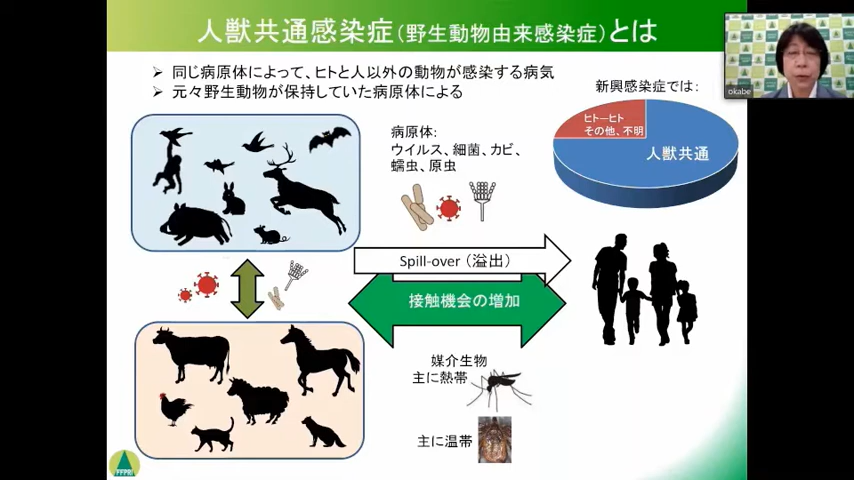 人獣共通感染症(野生動物由来感染症)とは
➢ 同じ病原体によって、ヒトと人以外の動物が感染する病気
➢ 元々野生動物が保持していた病原体による
新興感染症では:
ヒト―ヒト
その他、不明
人獣共通
病原体:
ウイルス、細菌、カビ、
蠕虫、原虫
Spill-over(溢出)
接触機会の増加
媒介生物
主に熱帯
主に温帯
FFPRI
okabe